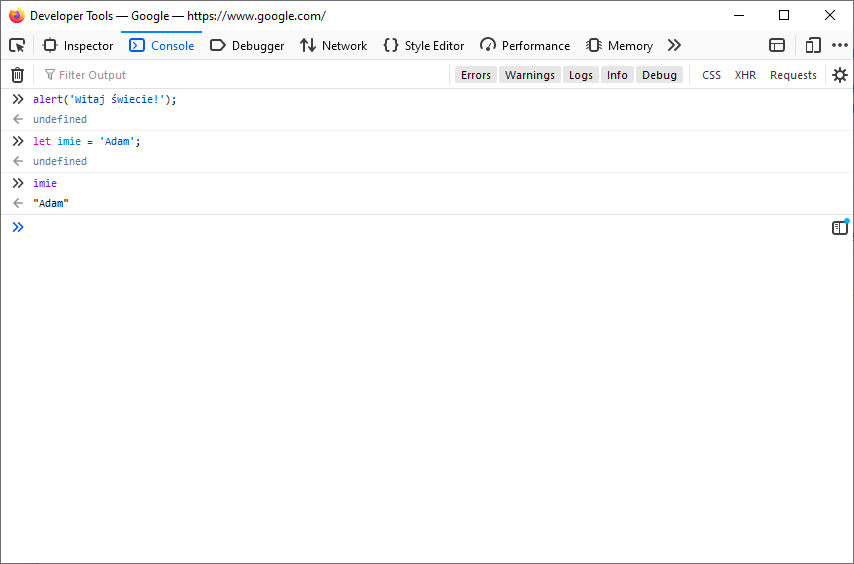 Developer Tools — Google — https://www.google.com/
Inspector Console Debugger Network Style Editor Performance Memory
Filter Output Errors Warnings Logs Info Debug CSS XHR Requests
alert('Witaj świecie!');
undefined
let imie = 'Adam';
undefined
imie
"Adam"